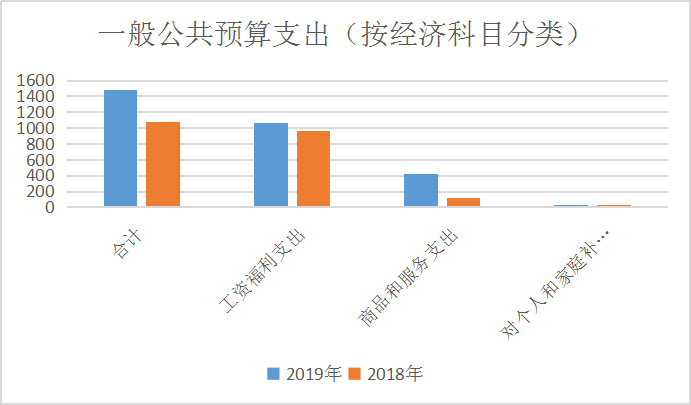 一般公共预算支出（按经济科目分类）
1600
1400
1200
1000
800
600
400
200
0
合计
工资福利支出
商品和服务支出
对个人和家庭补…
2019年
2018年